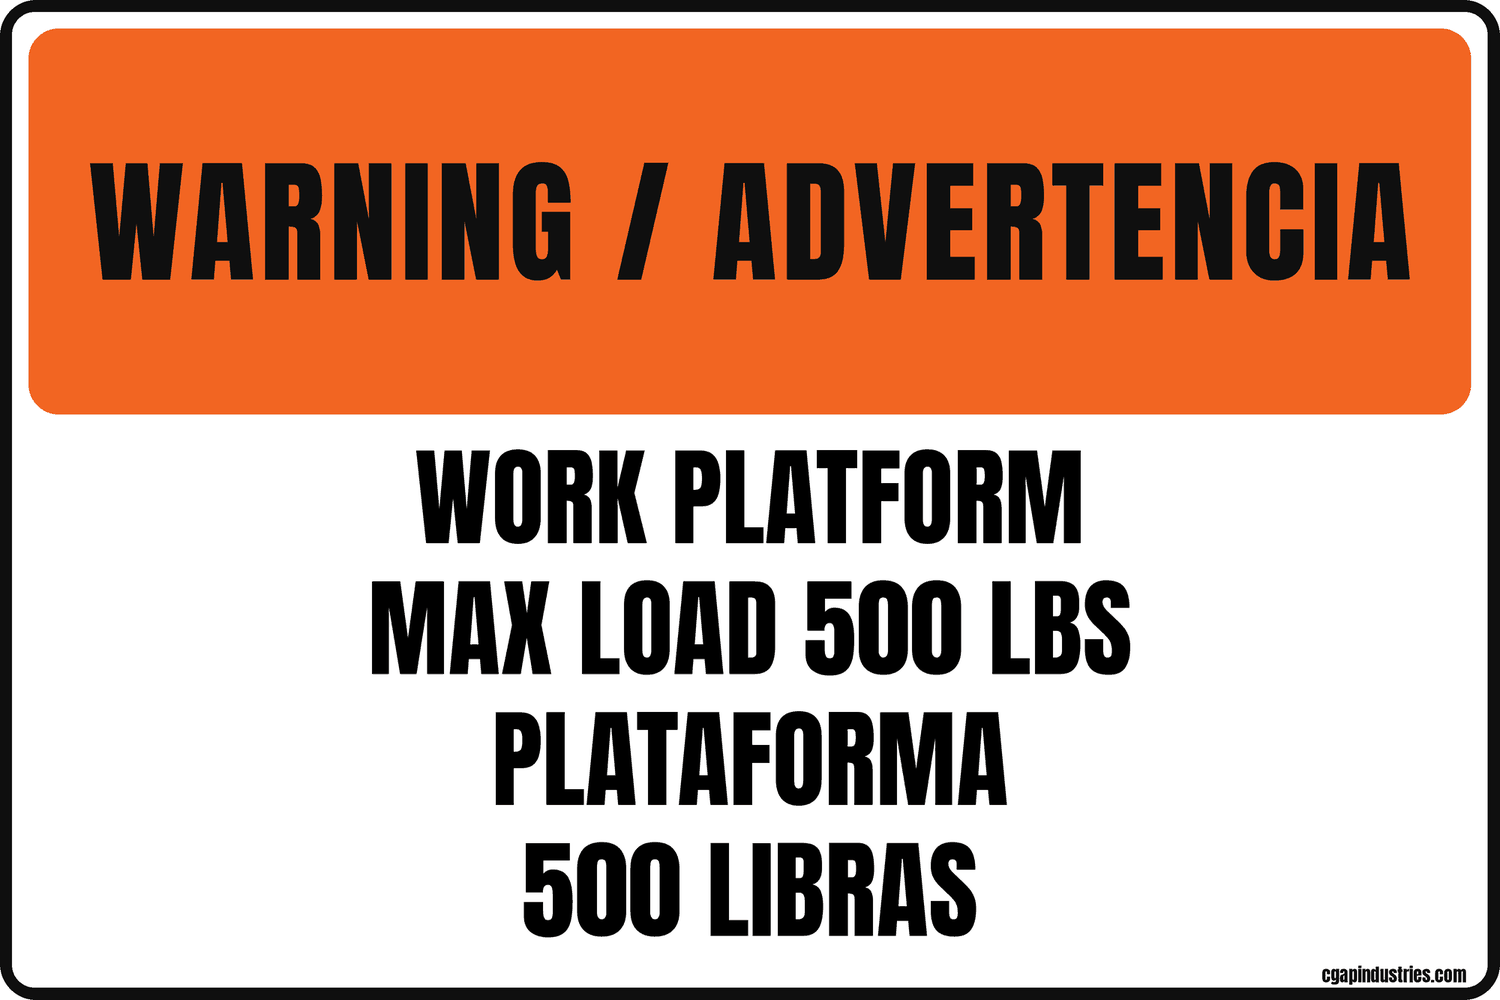 WARNING / ADVERTENCIA
WORK PLATFORM
MAX LOAD 500 LBS
PLATAFORMA
500 LIBRAS
cgapindustries.com